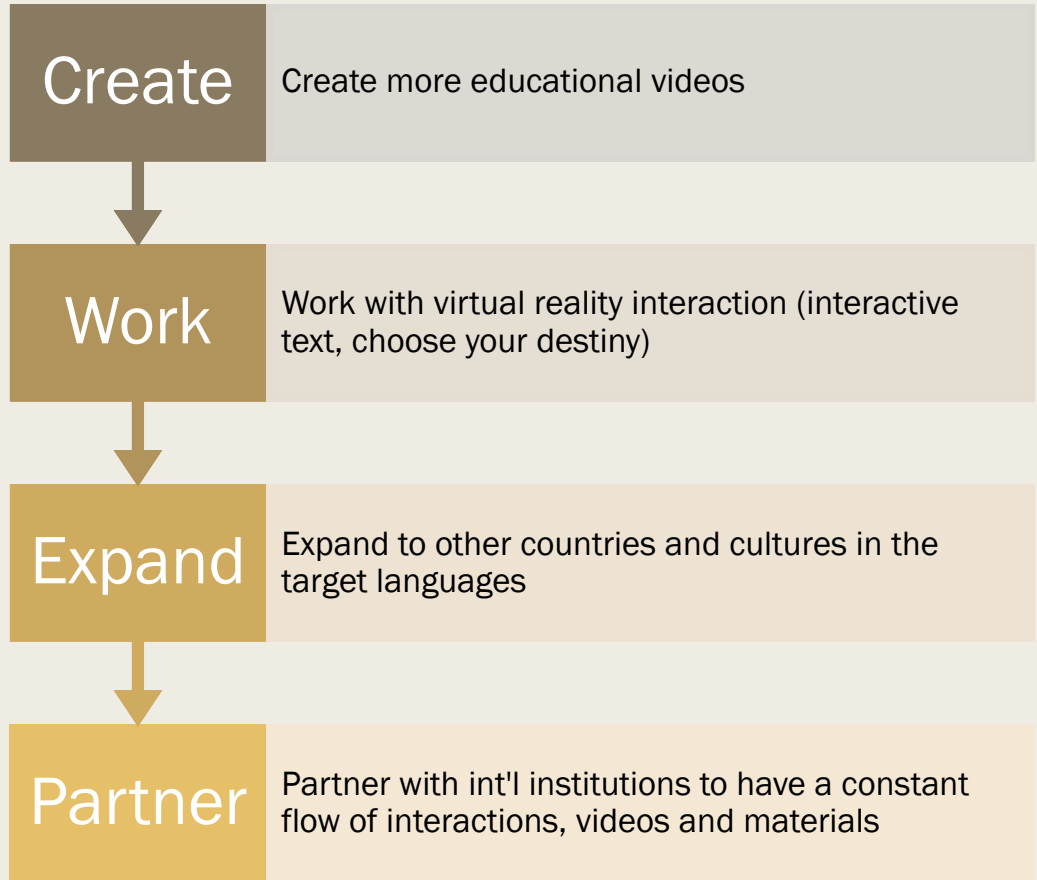 Create
Create more educational videos
Work
Work with virtual reality interaction (interactive
text, choose your destiny)
Expand
Expand to other countries and cultures in the
target languages
Partner
Partner with int'l institutions to have a constant
flow of interactions, videos and materials